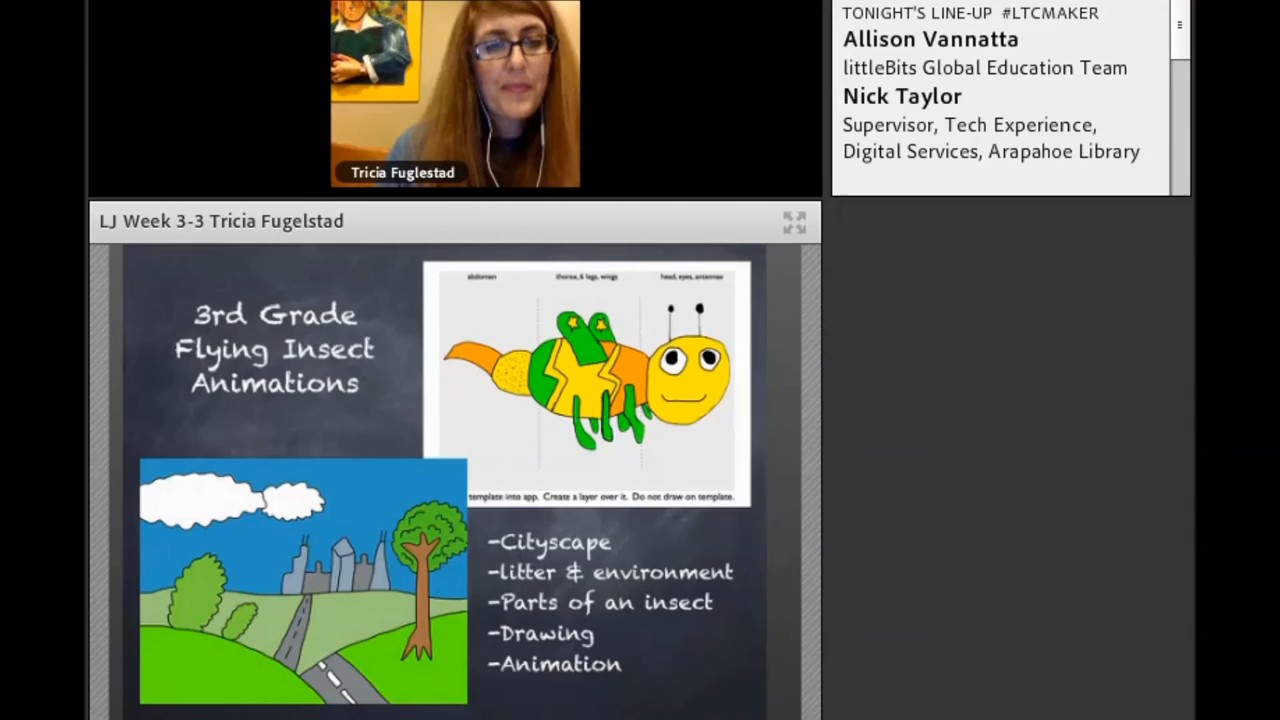 TONIGHT'S LINE-UP #LTCMAKER
Allison Vannatta
littleBits Global Education Team
Nick Taylor
Supervisor, Tech Experience,
Digital Services, Arapahoe Library
Tricia Fuglestad
LJ Week 3-3 Tricia Fugelstad
3rd Grade
Flying Insect
Animations
abdomen
thorax, 6 legs, wings
head, eyes, antennae
template into app. Create a layer over it. Do not draw on template.
-Cityscape
-litter & environment
-Parts of an insect
-Drawing
-Animation